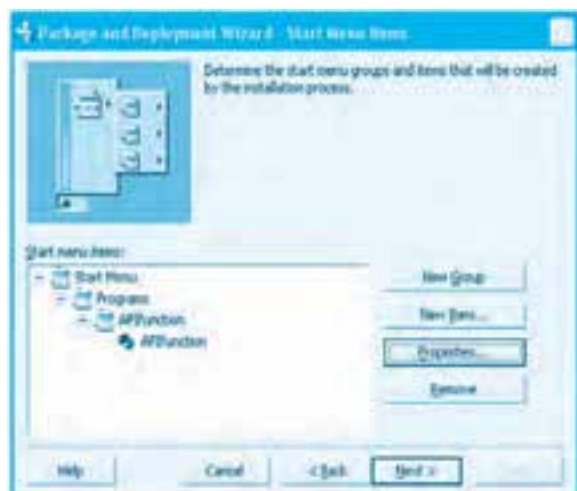 Package and Deployment Wizard - Start Menu Items
Determine the start menu groups and items that will be created
by the installation process.
Start menu items:
Start Menu
Programs
APIFunction
APIFunction
New Group
New Item...
Properties...
Remove
Help
Cancel
< Back
Next >